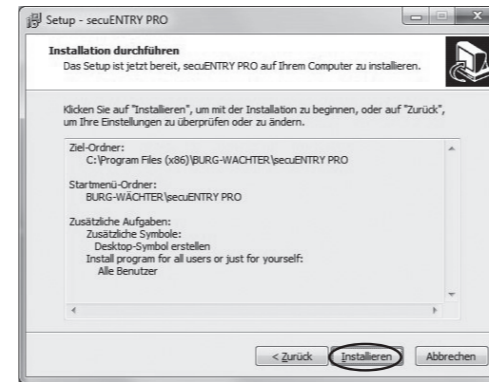 Setup - secuENTRY PRO
Installation durchführen
Das Setup ist jetzt bereit, secuENTRY PRO auf Ihrem Computer zu installieren.
Klicken Sie auf "Installieren", um mit der Installation zu beginnen, oder auf "Zurück",
um Ihre Einstellungen zu überprüfen oder zu ändern.
Ziel-Ordner:
C:\Program Files (x86)\BURG-WACHTER\secuENTRY PRO
Startmenü-Ordner:
BURG-WÄCHTER\secuENTRY PRO
Zusätzliche Aufgaben:
Zusätzliche Symbole:
Desktop-Symbol erstellen
Install program for all users or just for yourself:
Alle Benutzer
< Zurück Installieren Abbrechen